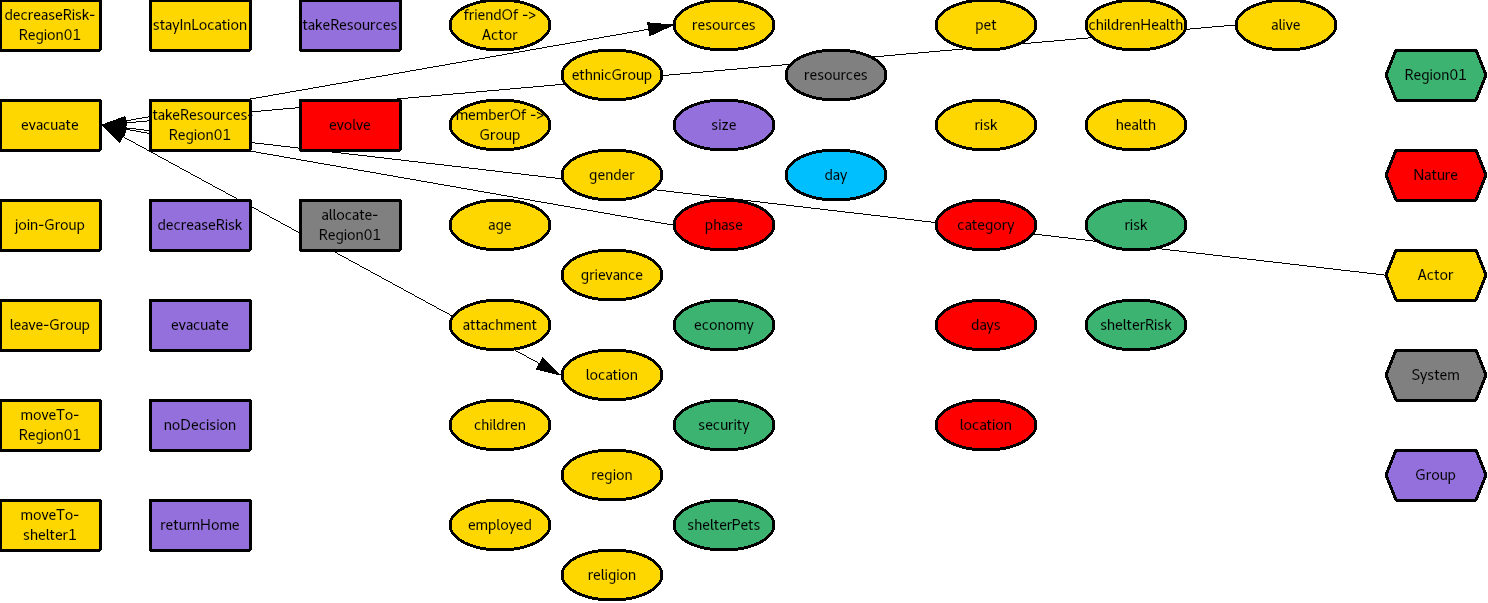 decreaseRisk-
Region01
stayInLocation
takeResources
friendOf ->
Actor
resources
pet
childrenHealth
alive
ethnicGroup
resources
Region01
evacuate
takeResources-
Region01
evolve
memberOf ->
Group
size
risk
health
gender
day
Nature
join-Group
decreaseRisk
allocate-
Region01
age
phase
category
risk
grievance
Actor
leave-Group
evacuate
attachment
economy
days
shelterRisk
location
System
moveTo-
Region01
noDecision
children
security
location
region
Group
moveTo-
shelter1
returnHome
employed
shelterPets
religion